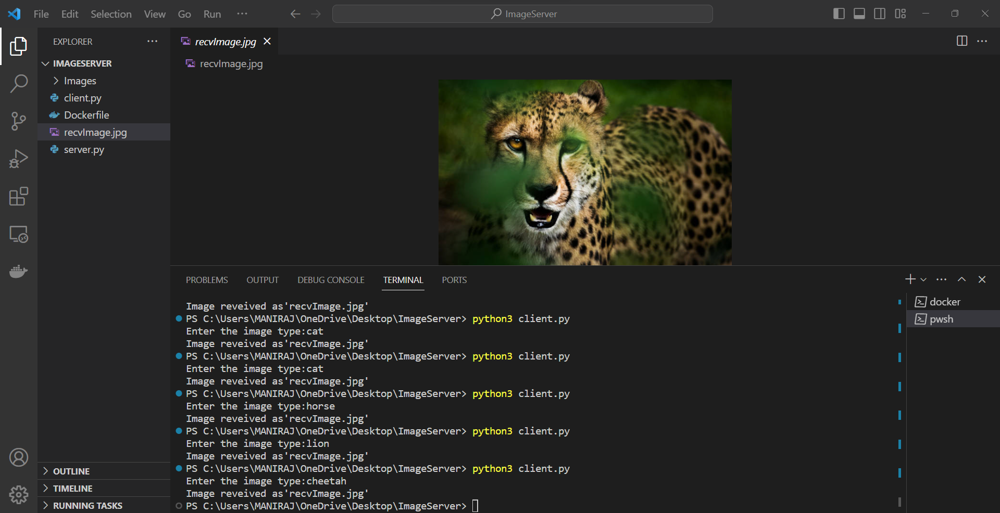 File Edit Selection View Go Run ···
ImageServer
EXPLORER
IMAGESERVER
Images
client.py
Dockerfile
recvImage.jpg
server.py
OUTLINE
TIMELINE
RUNNING TASKS
recvImage.jpg
recvImage.jpg
PROBLEMS OUTPUT DEBUG CONSOLE TERMINAL PORTS
Image reveived as'recvImage.jpg'
PS C:\Users\MANIRAJ\OneDrive\Desktop\ImageServer> python3 client.py
Enter the image type:cat
Image reveived as'recvImage.jpg'
PS C:\Users\MANIRAJ\OneDrive\Desktop\ImageServer> python3 client.py
Enter the image type:cat
Image reveived as'recvImage.jpg'
PS C:\Users\MANIRAJ\OneDrive\Desktop\ImageServer> python3 client.py
Enter the image type:horse
Image reveived as'recvImage.jpg'
PS C:\Users\MANIRAJ\OneDrive\Desktop\ImageServer> python3 client.py
Enter the image type:lion
Image reveived as'recvImage.jpg'
PS C:\Users\MANIRAJ\OneDrive\Desktop\ImageServer> python3 client.py
Enter the image type:cheetah
Image reveived as'recvImage.jpg'
PS C:\Users\MANIRAJ\OneDrive\Desktop\ImageServer>
docker
pwsh